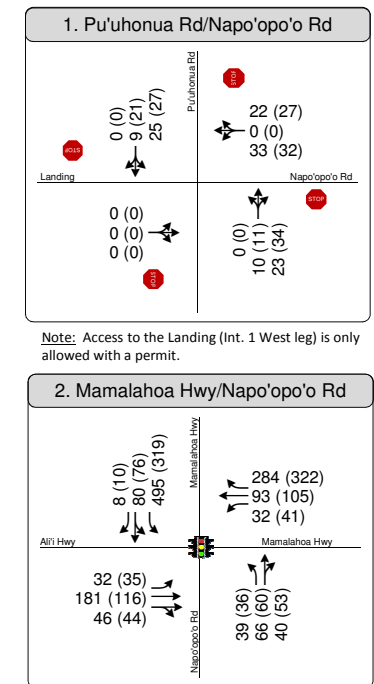 1. Pu'uhonua Rd/Napo'opo'o Rd
Pu'uhonua Rd
STOP
0 (0)
9 (21)
25 (27)
22 (27)
0 (0)
33 (32)
STOP
Landing
Napo'opo'o Rd
STOP
0 (0)
0 (0)
0 (0)
0 (0)
10 (11)
23 (34)
STOP
Note: Access to the Landing (Int. 1 West leg) is only
allowed with a permit.
2. Mamalahoa Hwy/Napo'opo'o Rd
Mamalahoa Hwy
8 (10)
80 (76)
495 (319)
284 (322)
93 (105)
32 (41)
Ali'i Hwy
Mamalahoa Hwy
32 (35)
181 (116)
46 (44)
Napo'opo'o Rd
39 (36)
66 (60)
40 (53)